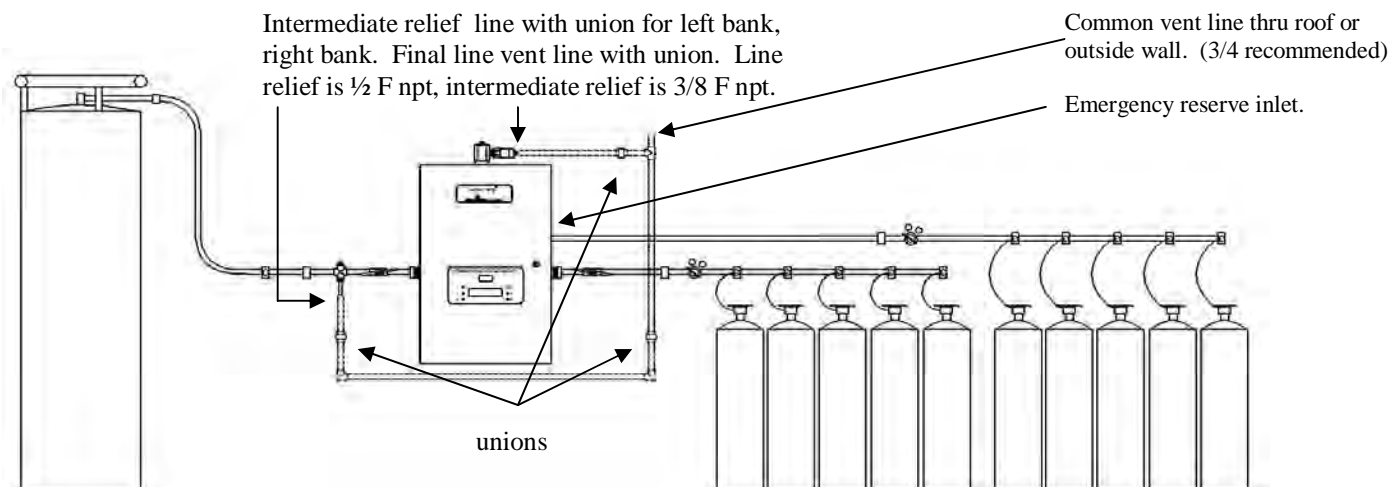 Intermediate relief line with union for left bank,
right bank. Final line vent line with union. Line
relief is ½ F npt, intermediate relief is 3/8 F npt.
Common vent line thru roof or
outside wall. (3/4 recommended)
Emergency reserve inlet.
unions